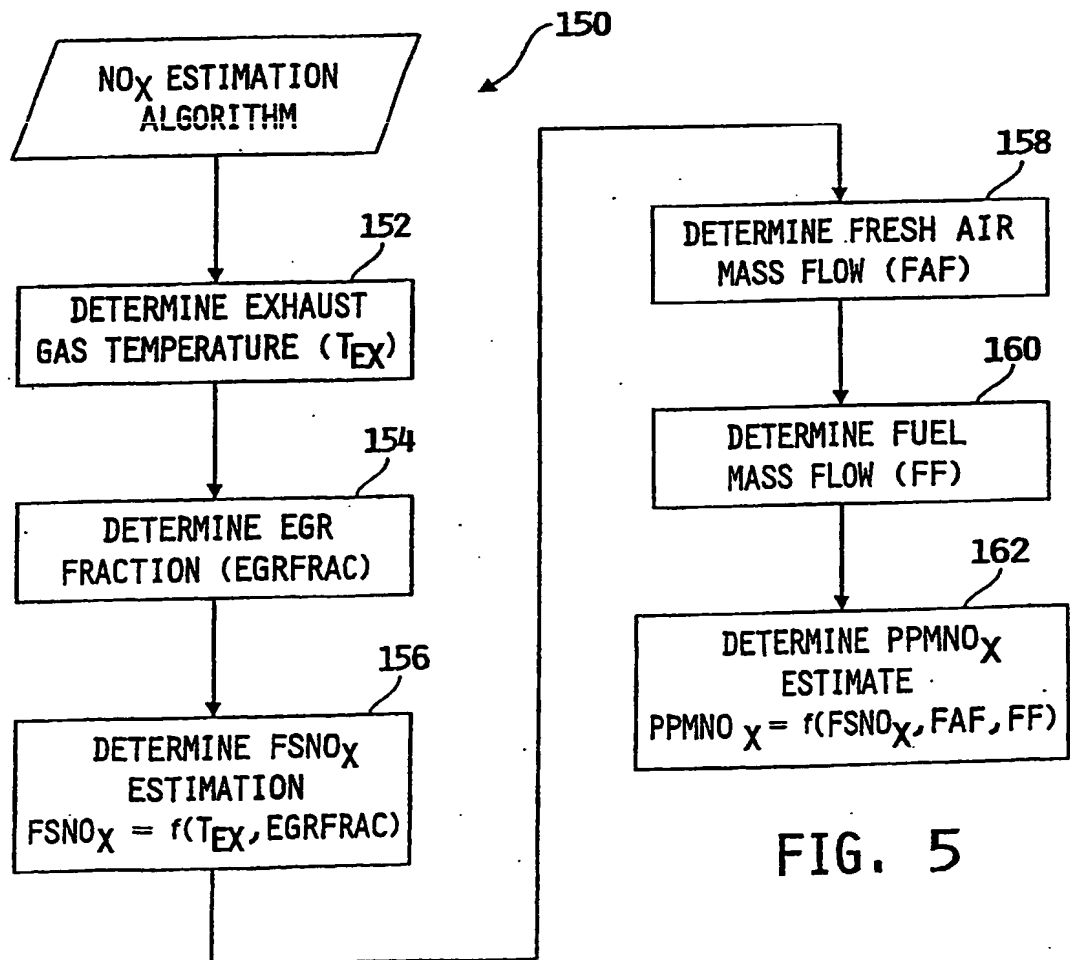 150
NOX ESTIMATION
ALGORITHM
152
DETERMINE EXHAUST
GAS TEMPERATURE (TEX)
154
DETERMINE EGR
FRACTION (EGRFRAC)
156
DETERMINE FSNOX
ESTIMATION
FSNOX = f(TEX, EGRFRAC)
158
DETERMINE FRESH AIR
MASS FLOW (FAF)
160
DETERMINE FUEL
MASS FLOW (FF)
162
DETERMINE PPMNOX
ESTIMATE
PPMNOX = f(FSNOX, FAF, FF)
FIG. 5